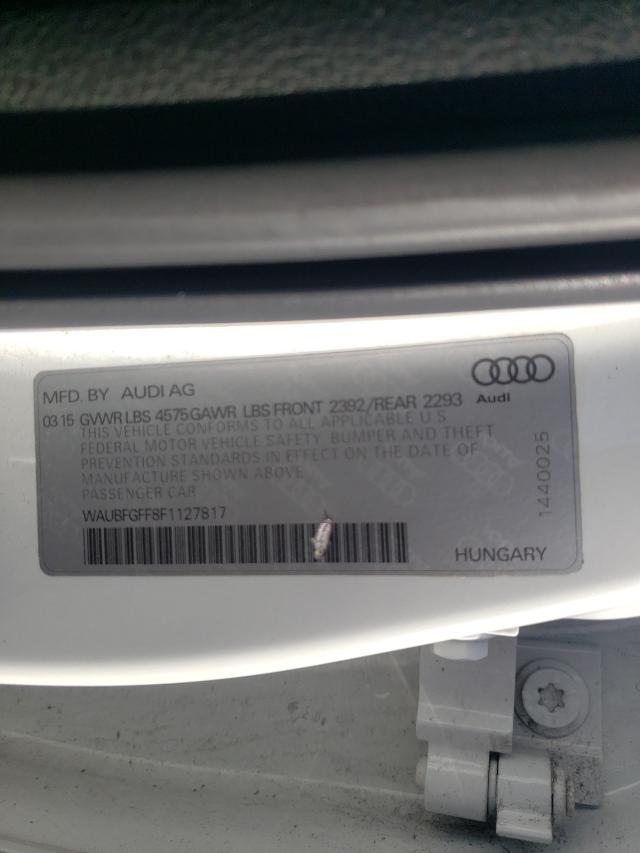 MFD. BY AUDI AG
Audi
03 15 GVWR LBS 4575 GAWR LBS FRONT 2392/REAR 2293
THIS VEHICLE CONFORMS TO ALL APPLICABLE U S
FEDERAL MOTOR VEHICLE SAFETY, BUMPER AND THEFT
PREVENTION STANDARDS IN EFFECT ON THE DATE OF
MANUFACTURE SHOWN ABOVE
PASSENGER CAR
WAUBFGFF8F1127817
1440025
HUNGARY